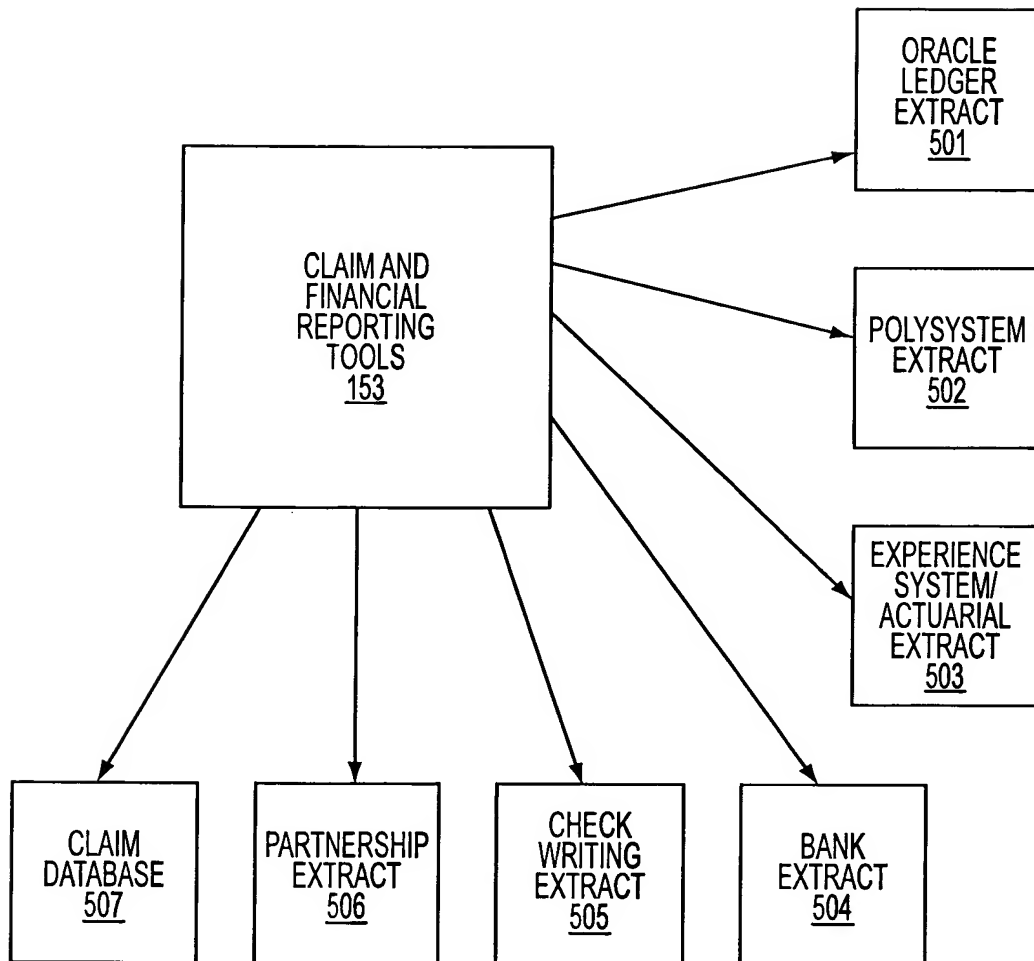 ORACLE
LEDGER
EXTRACT
501
CLAIM AND
FINANCIAL
REPORTING
TOOLS
153
POLYSYSTEM
EXTRACT
502
EXPERIENCE
SYSTEM/
ACTUARIAL
EXTRACT
503
CLAIM
DATABASE
507
PARTNERSHIP
EXTRACT
506
CHECK
WRITING
EXTRACT
505
BANK
EXTRACT
504